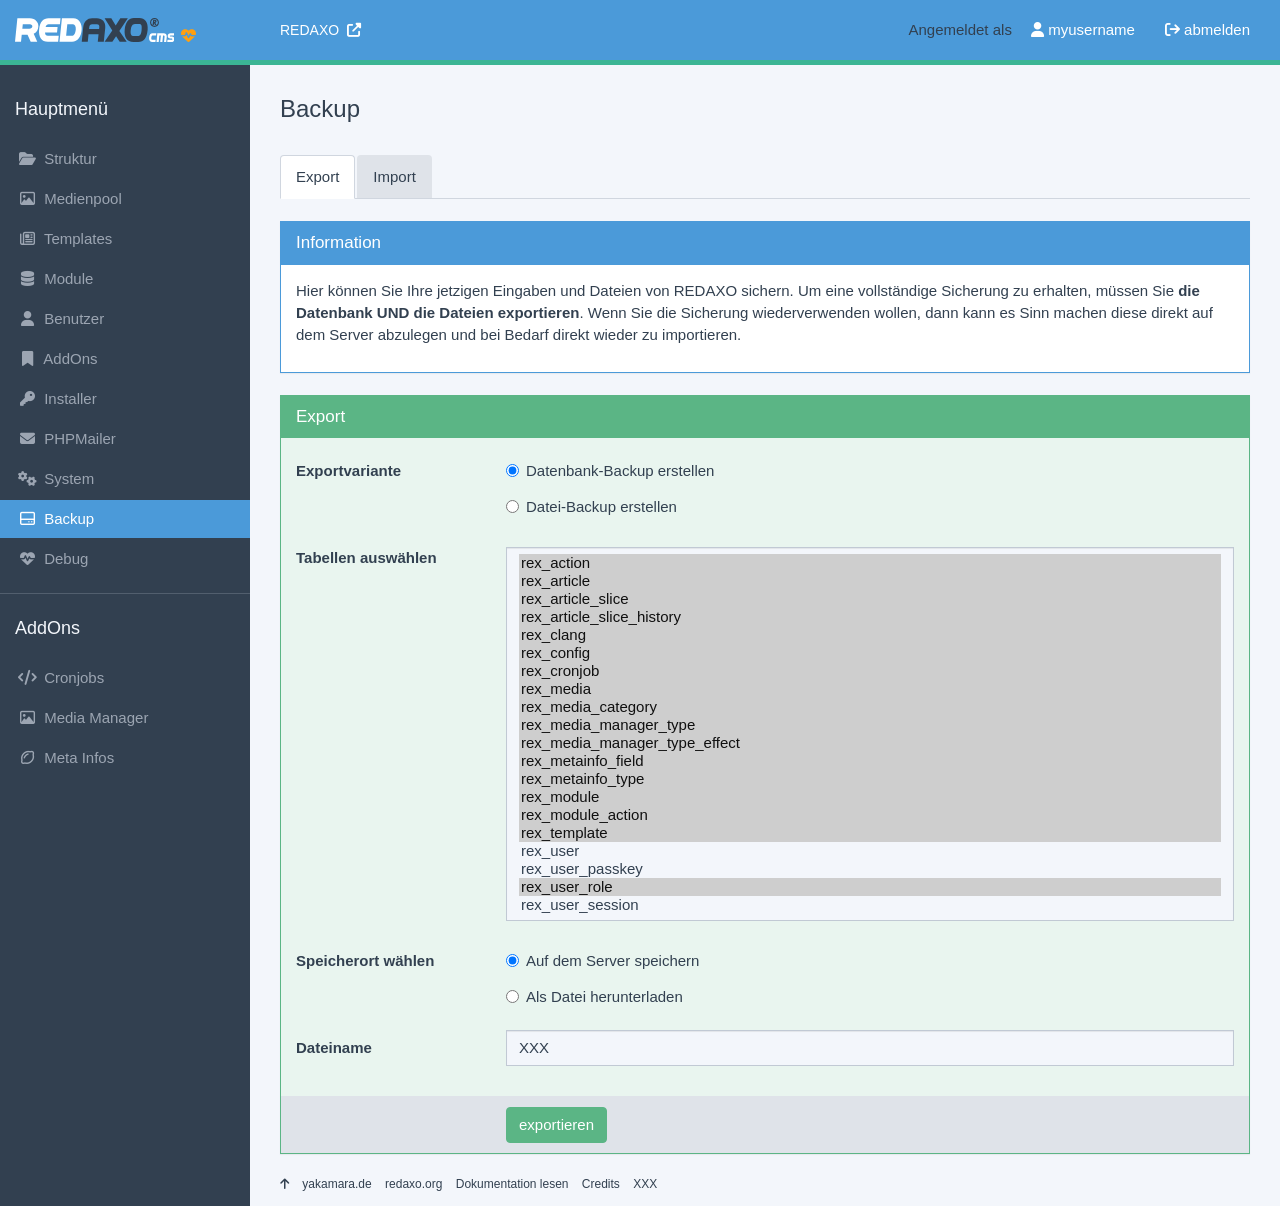 REDAXO® cms
REDAXO
Angemeldet als myusername abmelden
Hauptmenü
Struktur
Medienpool
Templates
Module
Benutzer
AddOns
Installer
PHPMailer
System
Backup
Debug
AddOns
Cronjobs
Media Manager
Meta Infos
Backup
Export Import
Information
Hier können Sie Ihre jetzigen Eingaben und Dateien von REDAXO sichern. Um eine vollständige Sicherung zu erhalten, müssen Sie die
Datenbank UND die Dateien exportieren. Wenn Sie die Sicherung wiederverwenden wollen, dann kann es Sinn machen diese direkt auf
dem Server abzulegen und bei Bedarf direkt wieder zu importieren.
Export
Exportvariante
Datenbank-Backup erstellen
Datei-Backup erstellen
Tabellen auswählen
rex_action
rex_article
rex_article_slice
rex_article_slice_history
rex_clang
rex_config
rex_cronjob
rex_media
rex_media_category
rex_media_manager_type
rex_media_manager_type_effect
rex_metainfo_field
rex_metainfo_type
rex_module
rex_module_action
rex_template
rex_user
rex_user_passkey
rex_user_role
rex_user_session
Speicherort wählen
Auf dem Server speichern
Als Datei herunterladen
Dateiname
XXX
exportieren
yakamara.de redaxo.org Dokumentation lesen Credits XXX